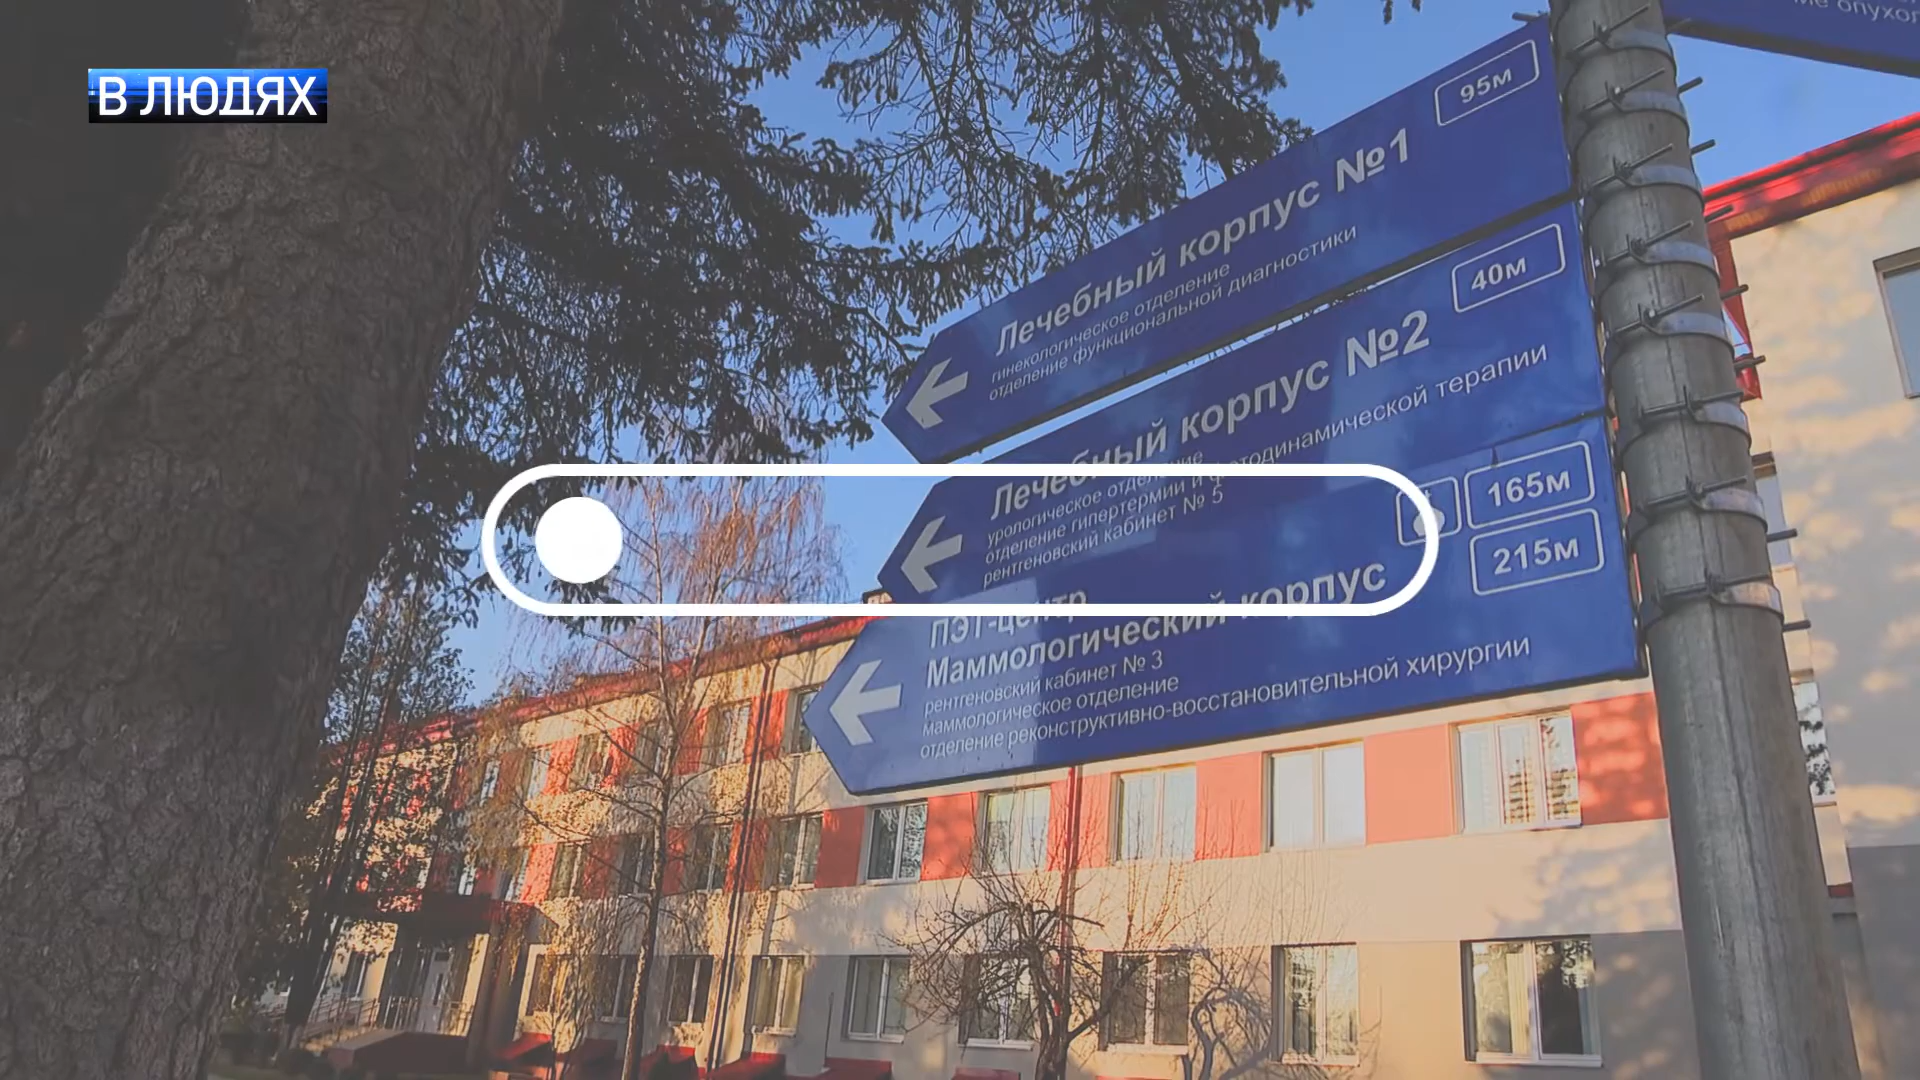 В ЛЮДЯХ
опухол
95м
Лечебный корпус №1
гинекологическое отделение
отделение функциональной диагностики
40м
Лечебный корпус №2
урологическое отделение
отделение гипертермии и фотодинамической терапии
рентгеновский кабинет № 5
165м
ПЭТ-центр
215м
Маммологический корпус
рентгеновский кабинет № 3
маммологическое отделение
отделение реконструктивно-восстановительной хирургии